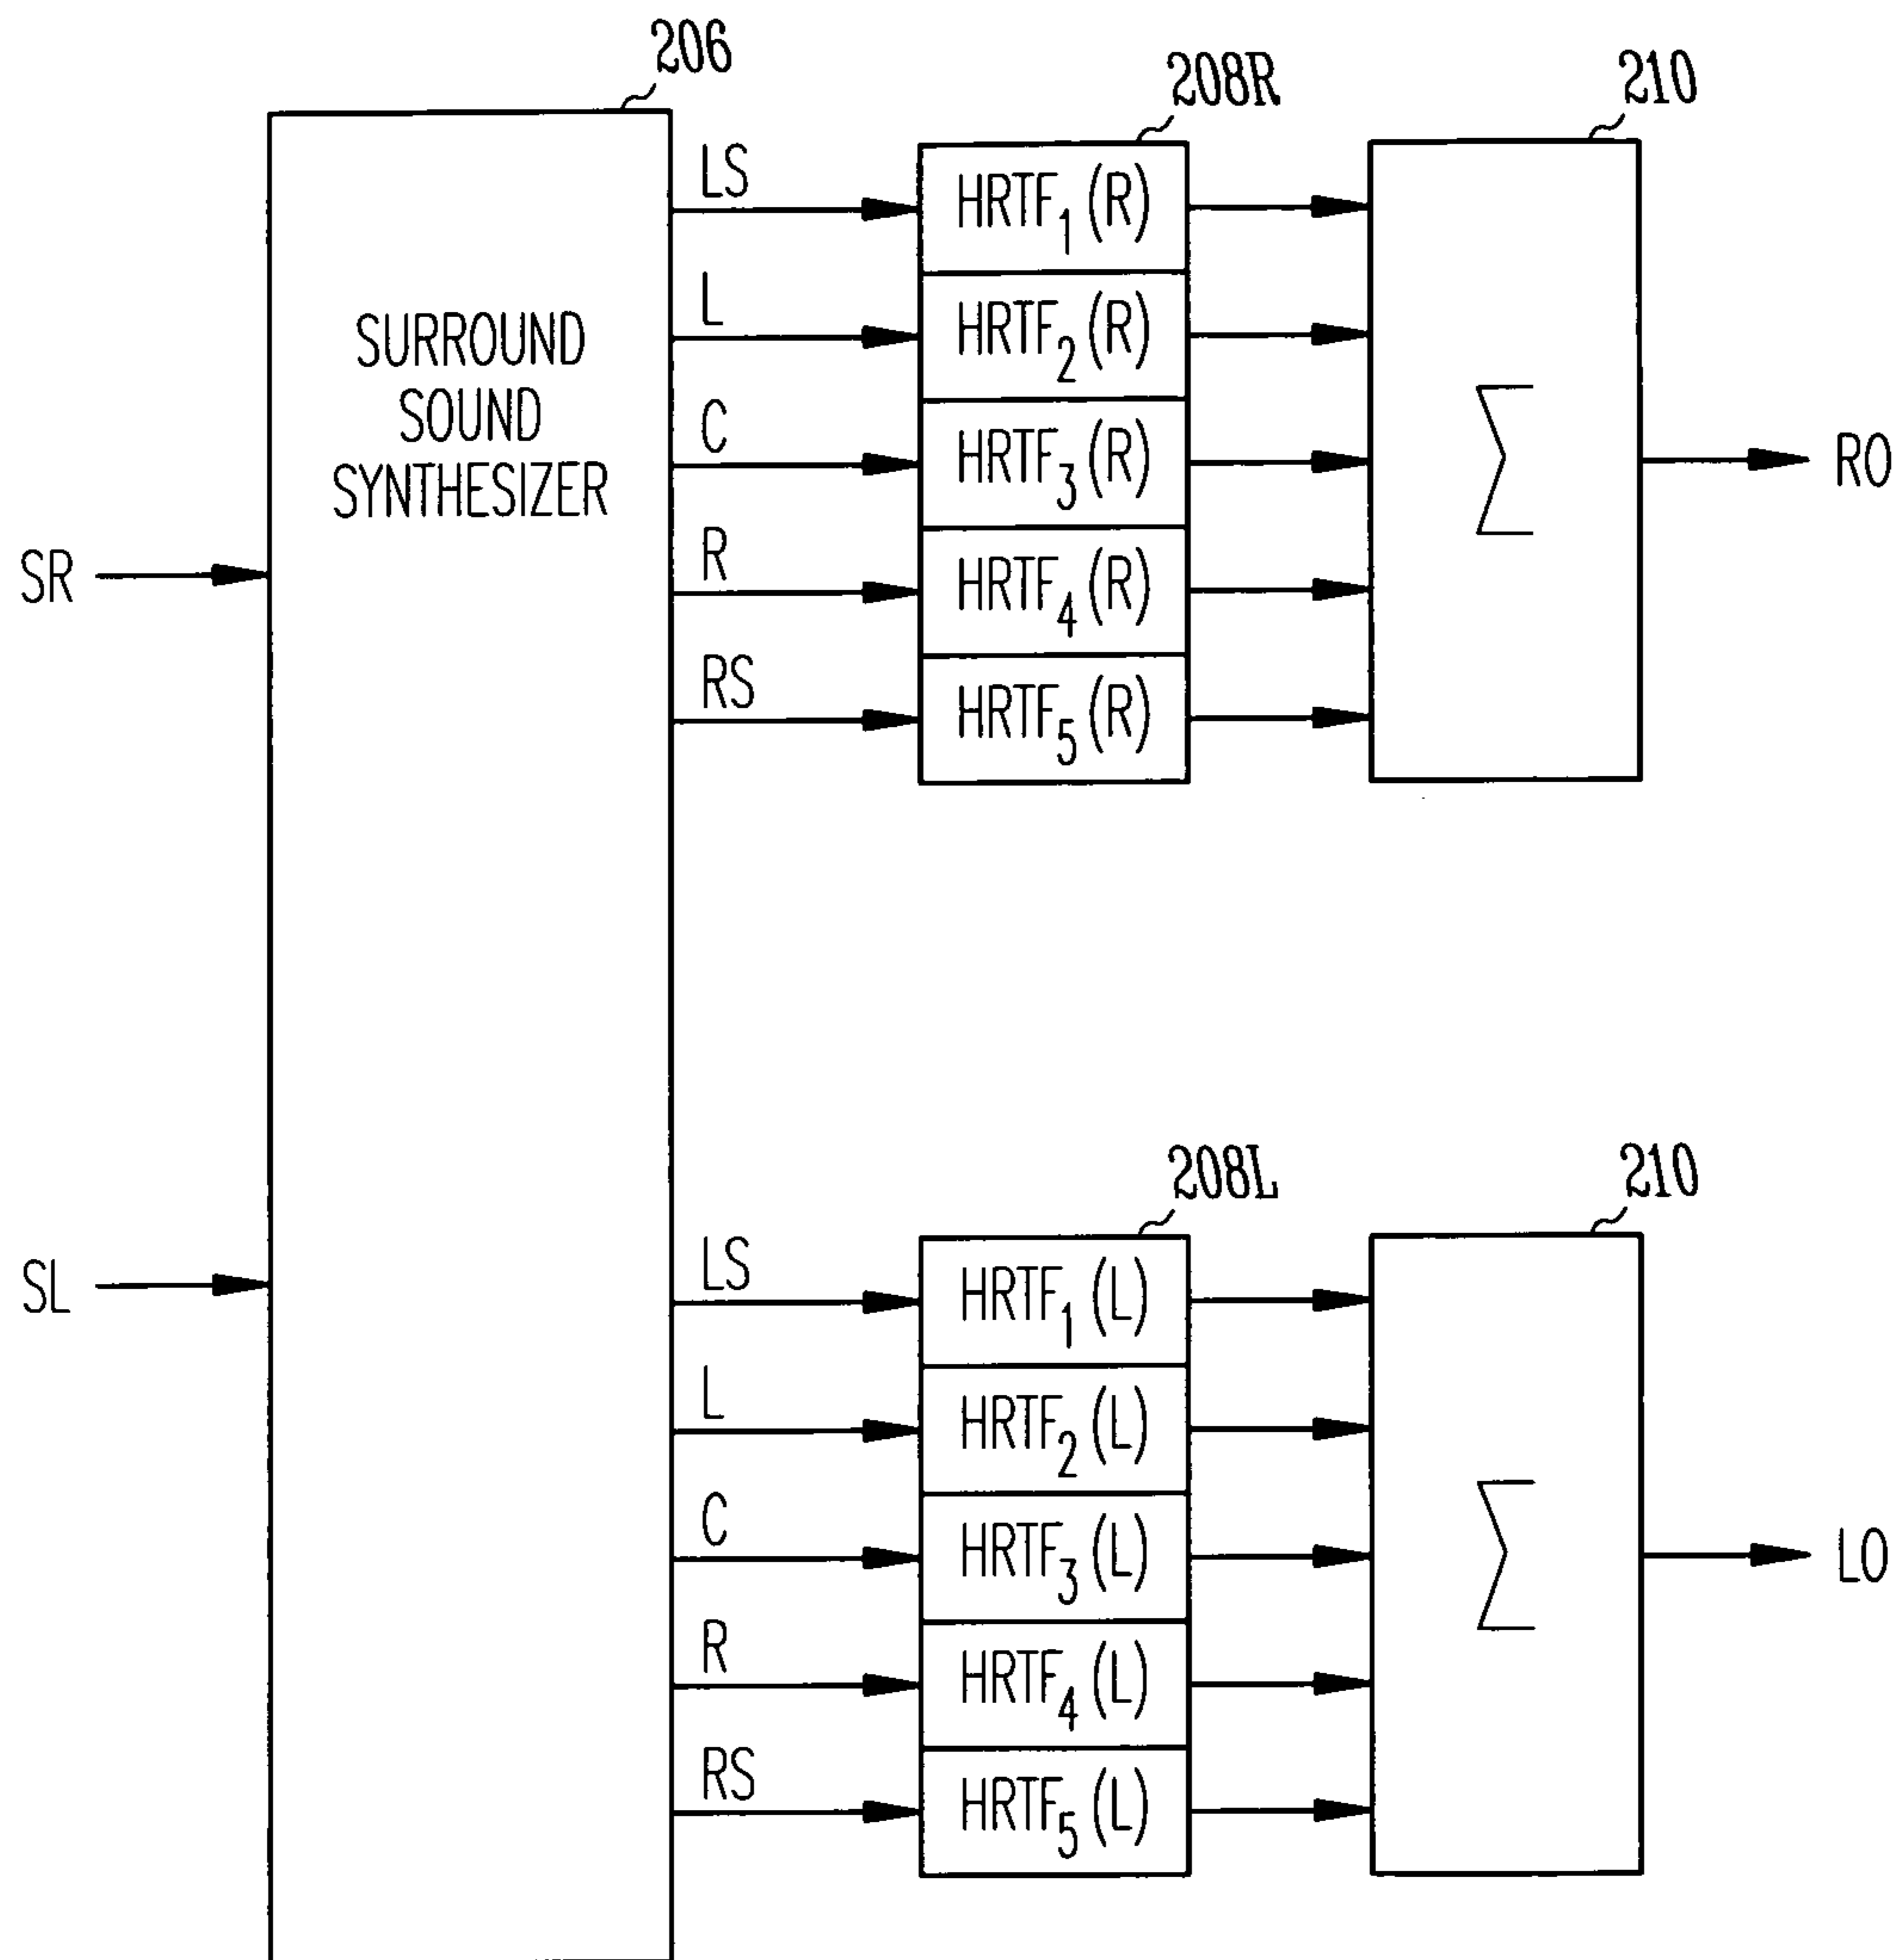 206
208R
210
LS
HRTF1(R)
L
HRTF2(R)
SURROUND
SOUND
SYNTHESIZER
C
HRTF3(R)
Σ
RO
R
HRTF4(R)
SR
RS
HRTF5(R)
208L
210
SL
LS
HRTF1(L)
L
HRTF2(L)
C
HRTF3(L)
Σ
LO
R
HRTF4(L)
RS
HRTF5(L)